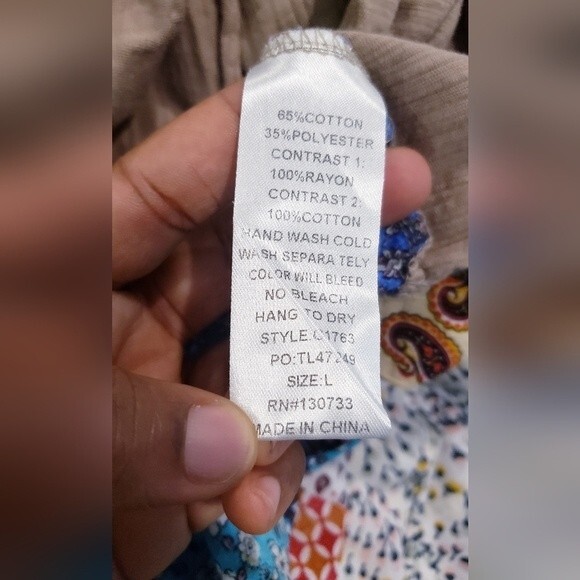 65%COTTON
35%POLYESTER
CONTRAST 1:
100%RAYON
CONTRAST 2:
100%COTTON
HAND WASH COLD
WASH SEPARA TELY
COLOR WILL BLEED
NO BLEACH
HANG TO DRY
STYLE:C1763
PO:TL47249
SIZE:L
RN#130733
MADE IN CHINA